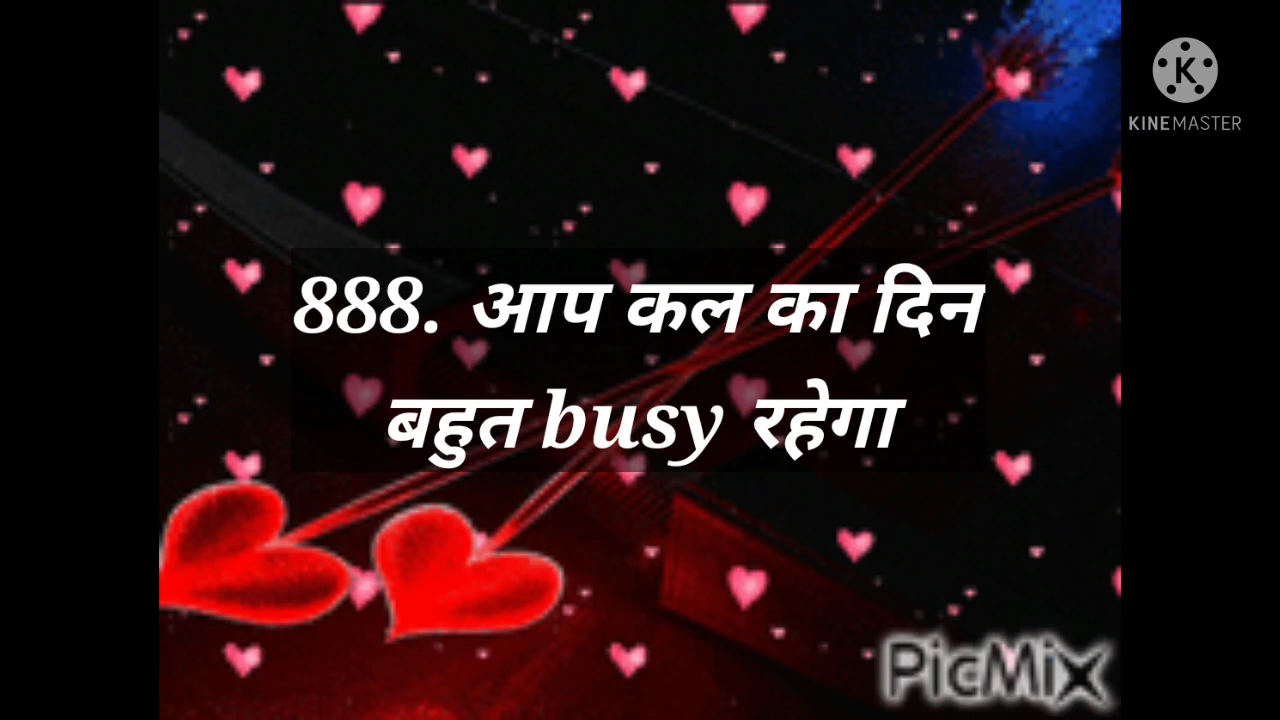 KINEMASTER
888. आप कल का दिन
बहुत busy रहेगा
PicMix